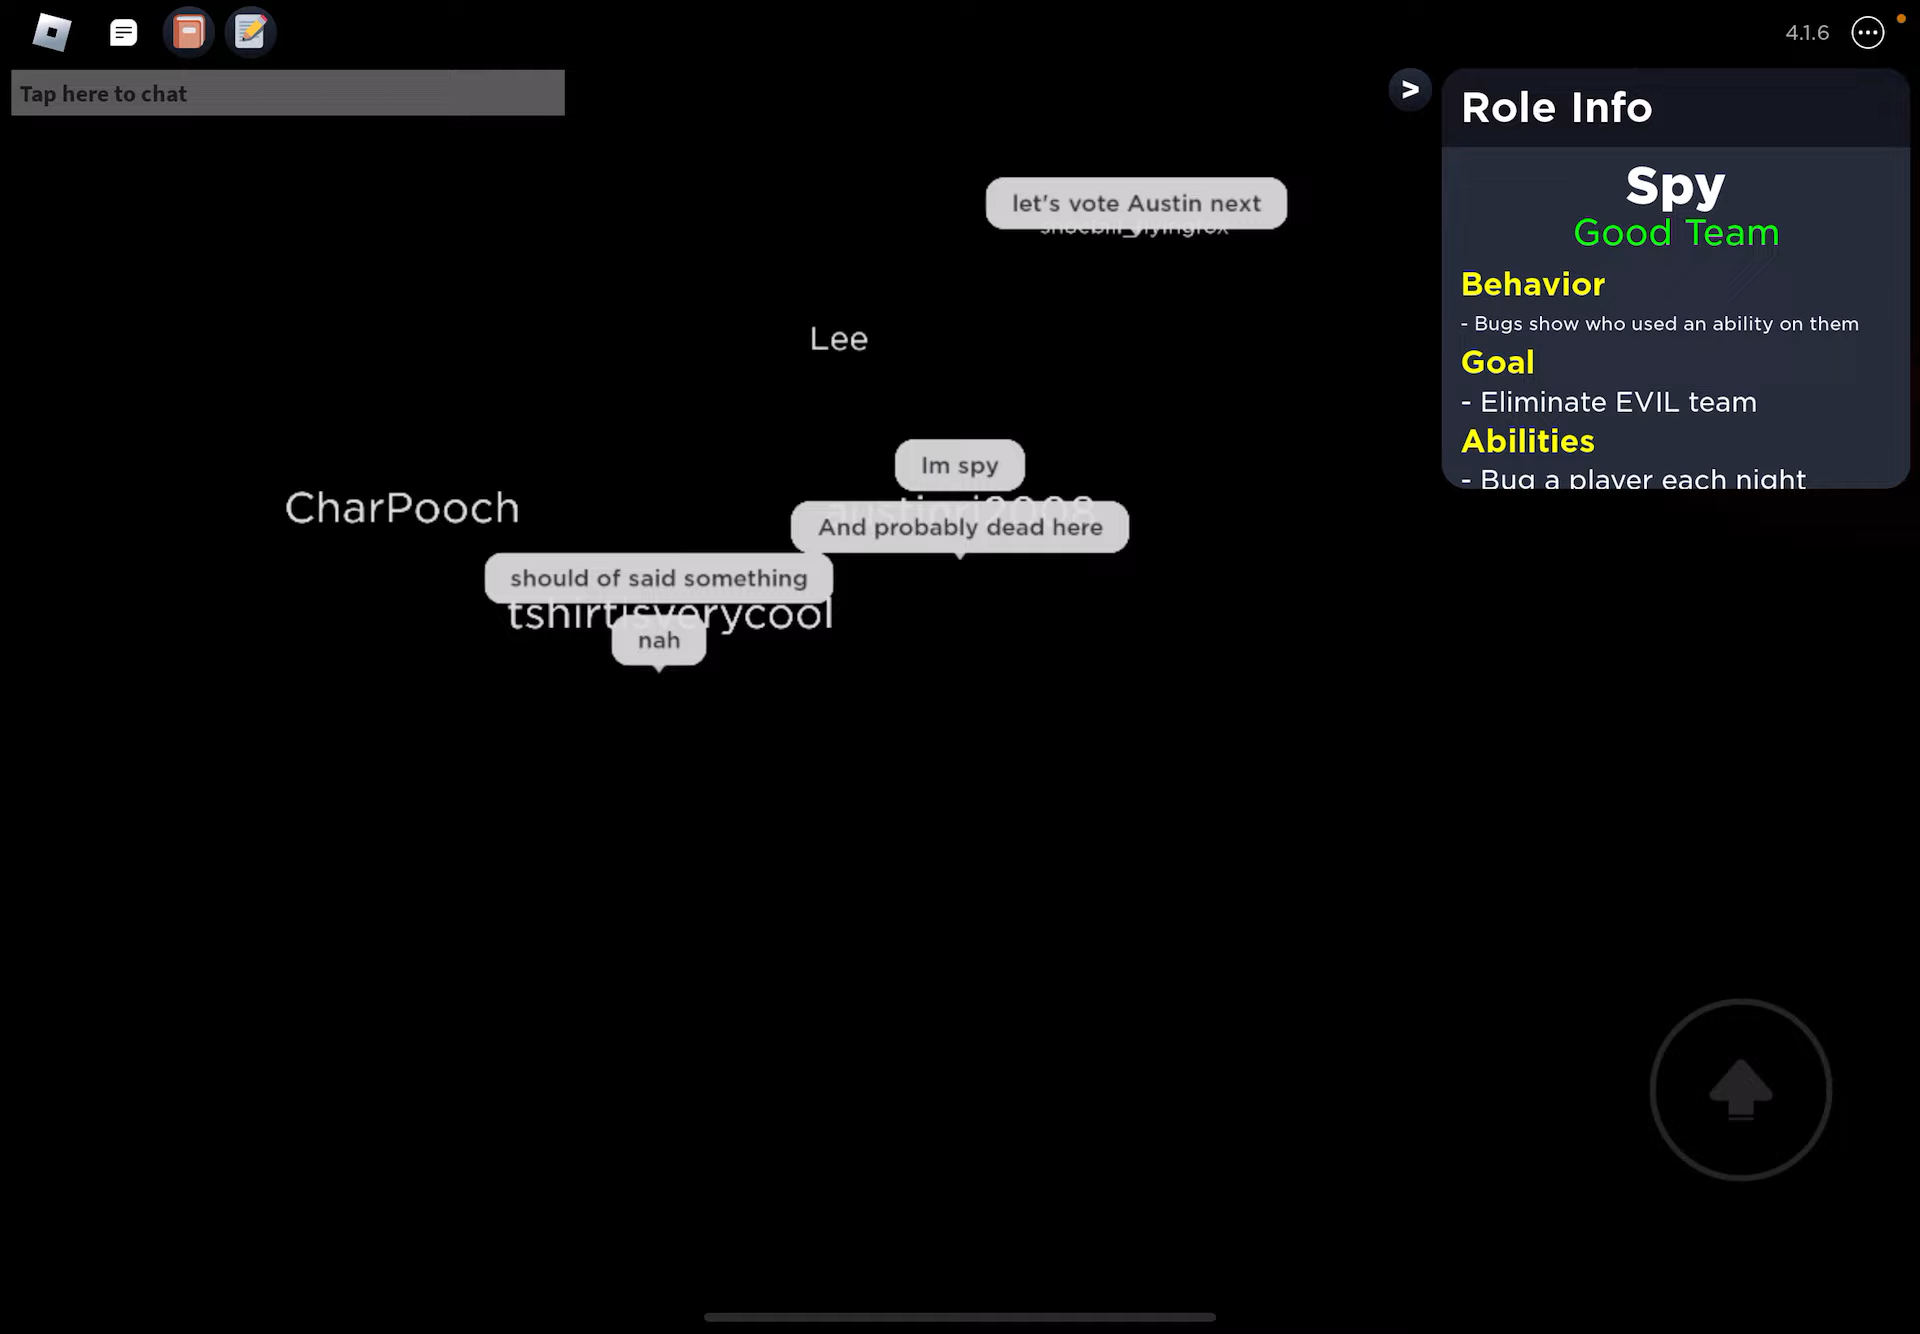 4.1.6
Tap here to chat
>
Role Info
Spy
Good Team
Behavior
- Bugs show who used an ability on them
Goal
- Eliminate EVIL team
Abilities
- Bug a player each night
let's vote Austin next
Lee
Im spy
CharPooch
And probably dead here
should of said something
tshirtisverycool
nah